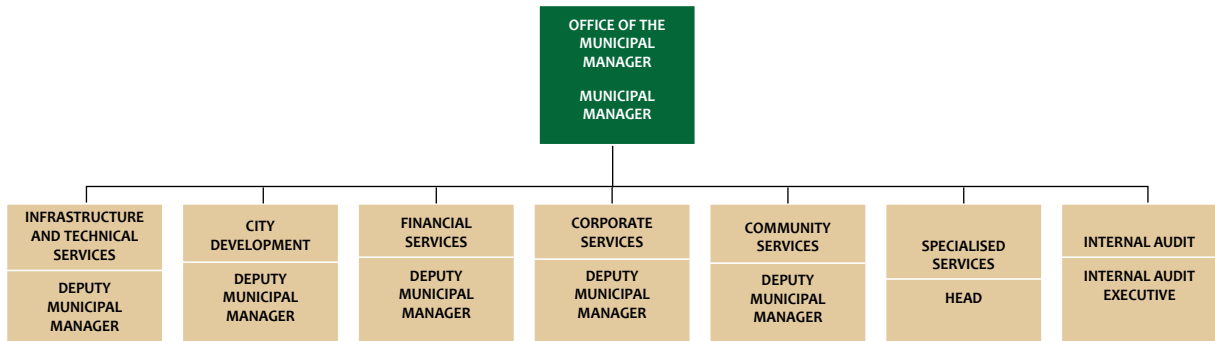 OFFICE OF THE
MUNICIPAL
MANAGER
MUNICIPAL
MANAGER
INFRASTRUCTURE
AND TECHNICAL
SERVICES
DEPUTY
MUNICIPAL
MANAGER
CITY
DEVELOPMENT
DEPUTY
MUNICIPAL
MANAGER
FINANCIAL
SERVICES
DEPUTY
MUNICIPAL
MANAGER
CORPORATE
SERVICES
DEPUTY
MUNICIPAL
MANAGER
COMMUNITY
SERVICES
DEPUTY
MUNICIPAL
MANAGER
SPECIALISED
SERVICES
HEAD
INTERNAL AUDIT
INTERNAL AUDIT
EXECUTIVE